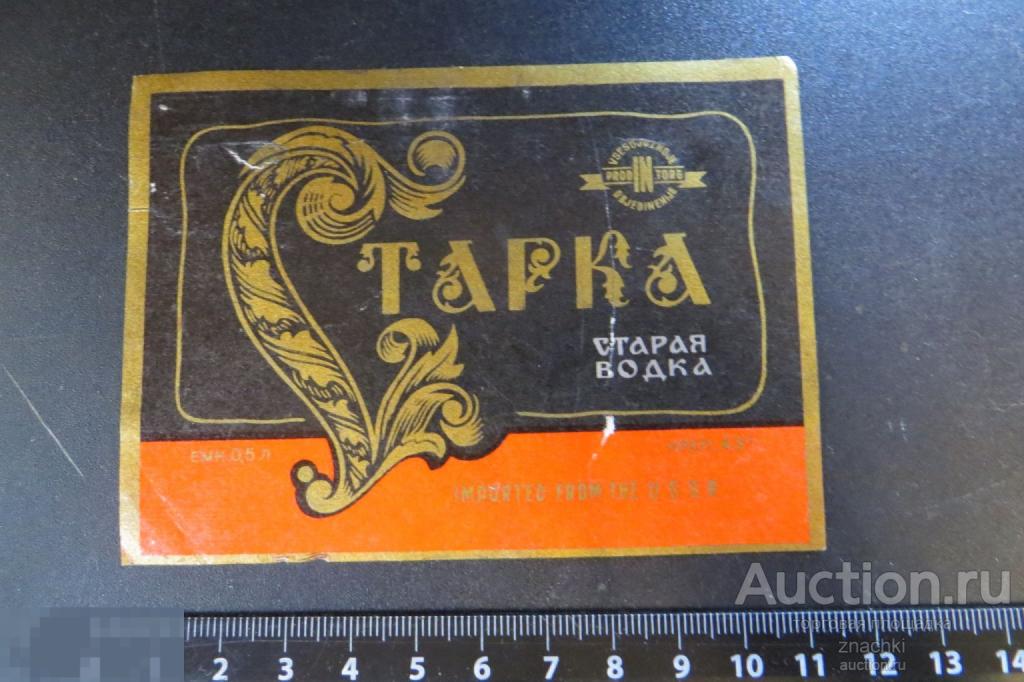 VSESOJUZNOJE
PROD IN TORG
OBJEDINENIJE
СТАРКА
СТАРАЯ
ВОДКА
ЕМК. 0,5 л
IMPORTED FROM THE U.S.S.R.
Auction.ru
торговая площадка
znachki
auction.ru
2 3 4 5 6 7 8 9 10 11 12 13 14